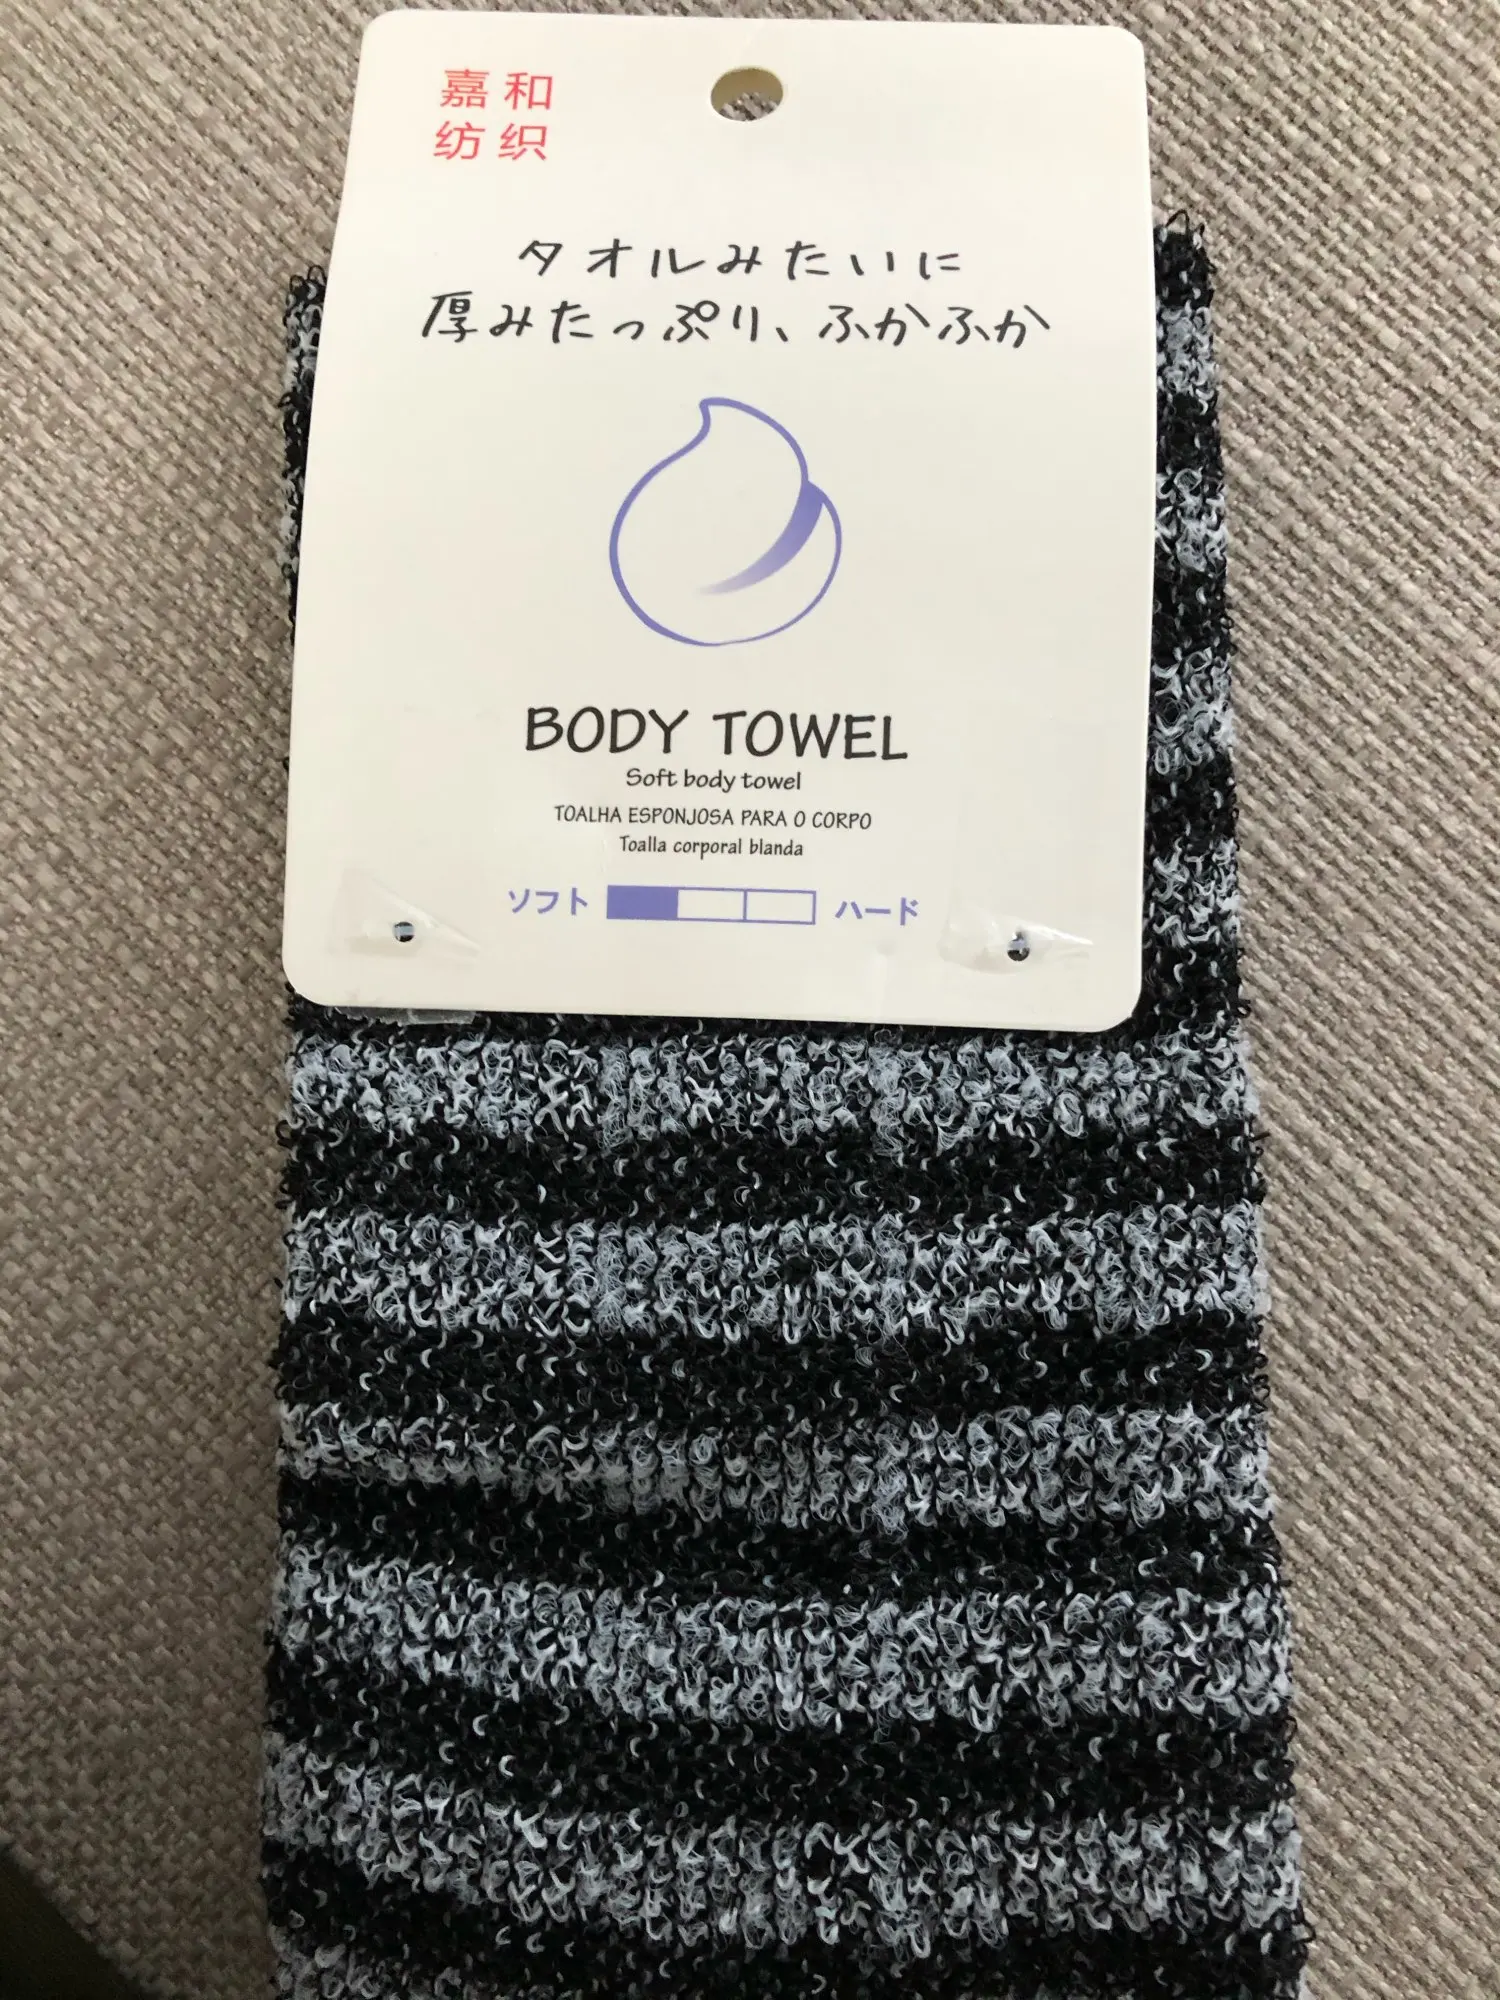 嘉和
纺织
タオルみたいに
厚みたっぷり、ふかふか
BODY TOWEL
Soft body towel
TOALHA ESPONJOSA PARA O CORPO
Toalla corporal blanda
ソフト ハード